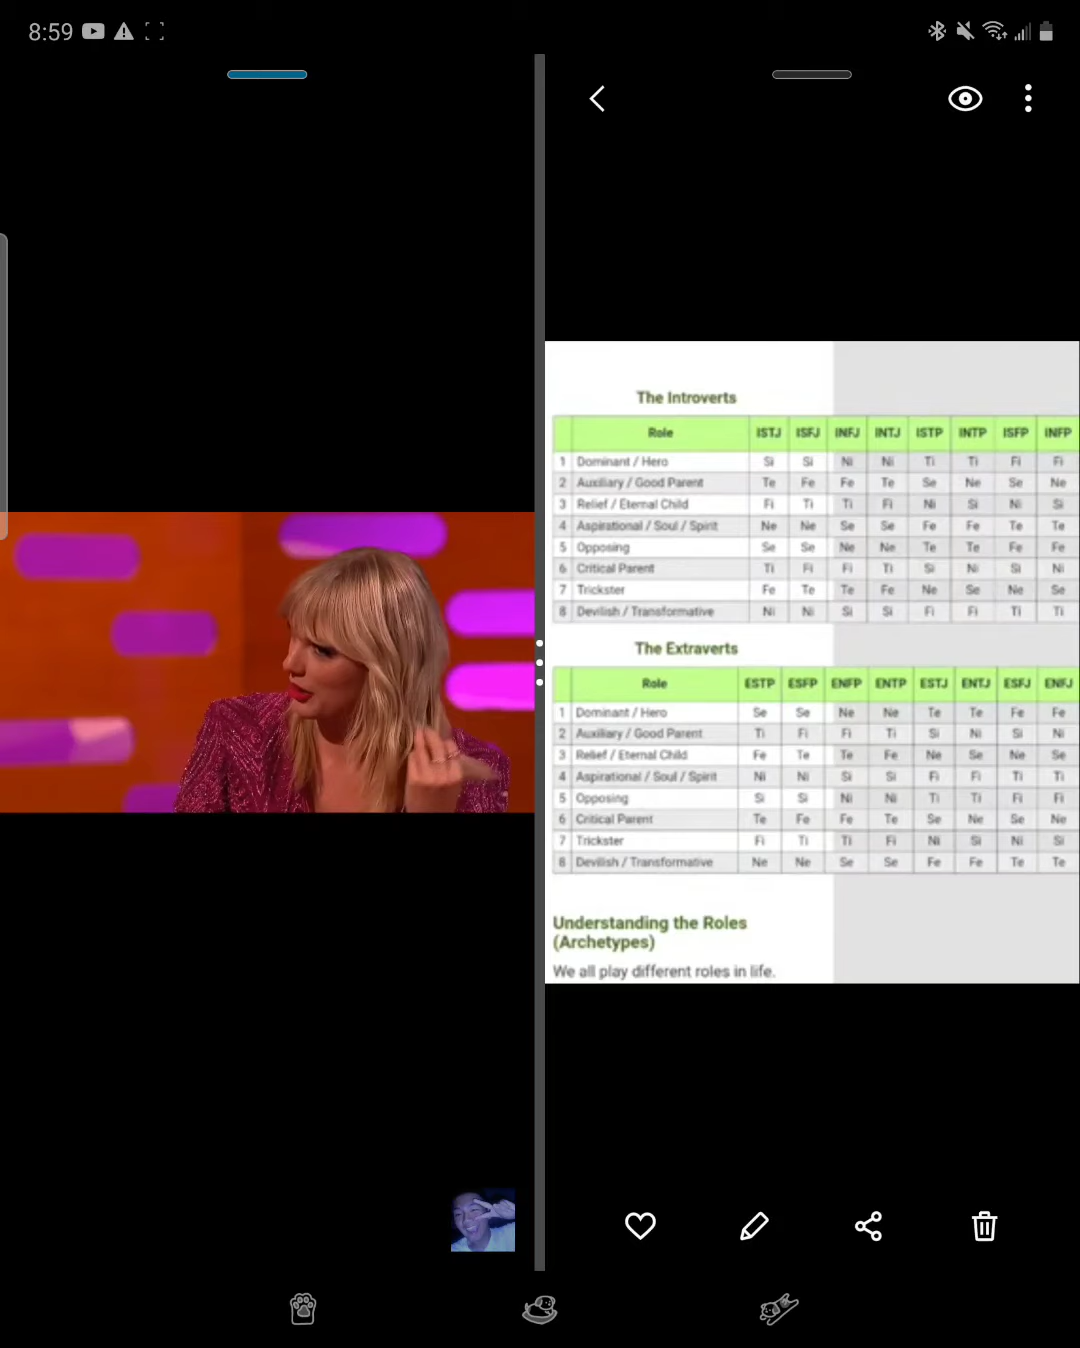 8:59
The Introverts
Role ISTJ ISFJ INFJ INTJ ISTP INTP ISFP INFP
1 Dominant / Hero Si Si Ni Ni Ti Ti Fi Fi
2 Auxiliary / Good Parent Te Fe Fe Te Se Ne Se Ne
3 Relief / Eternal Child Fi Ti Ti Fi Ni Si Ni Si
4 Aspirational / Soul / Spirit Ne Ne Se Se Fe Fe Te Te
5 Opposing Se Se Ne Ne Te Te Fe Fe
6 Critical Parent Ti Fi Fi Ti Si Ni Si Ni
7 Trickster Fe Te Te Fe Ne Se Ne Se
8 Devilish / Transformative Ni Ni Si Si Fi Fi Ti Ti
The Extraverts
Role ESTP ESFP ENFP ENTP ESTJ ENTJ ESFJ ENFJ
1 Dominant / Hero Se Se Ne Ne Te Te Fe Fe
2 Auxiliary / Good Parent Ti Fi Fi Ti Si Ni Si Ni
3 Relief / Eternal Child Fe Te Te Fe Ne Se Ne Se
4 Aspirational / Soul / Spirit Ni Ni Si Si Fi Fi Ti Ti
5 Opposing Si Si Ni Ni Ti Ti Fi Fi
6 Critical Parent Te Fe Fe Te Se Ne Se Ne
7 Trickster Fi Ti Ti Fi Ni Si Ni Si
8 Devilish / Transformative Ne Ne Se Se Fe Fe Te Te
Understanding the Roles
(Archetypes)
We all play different roles in life.